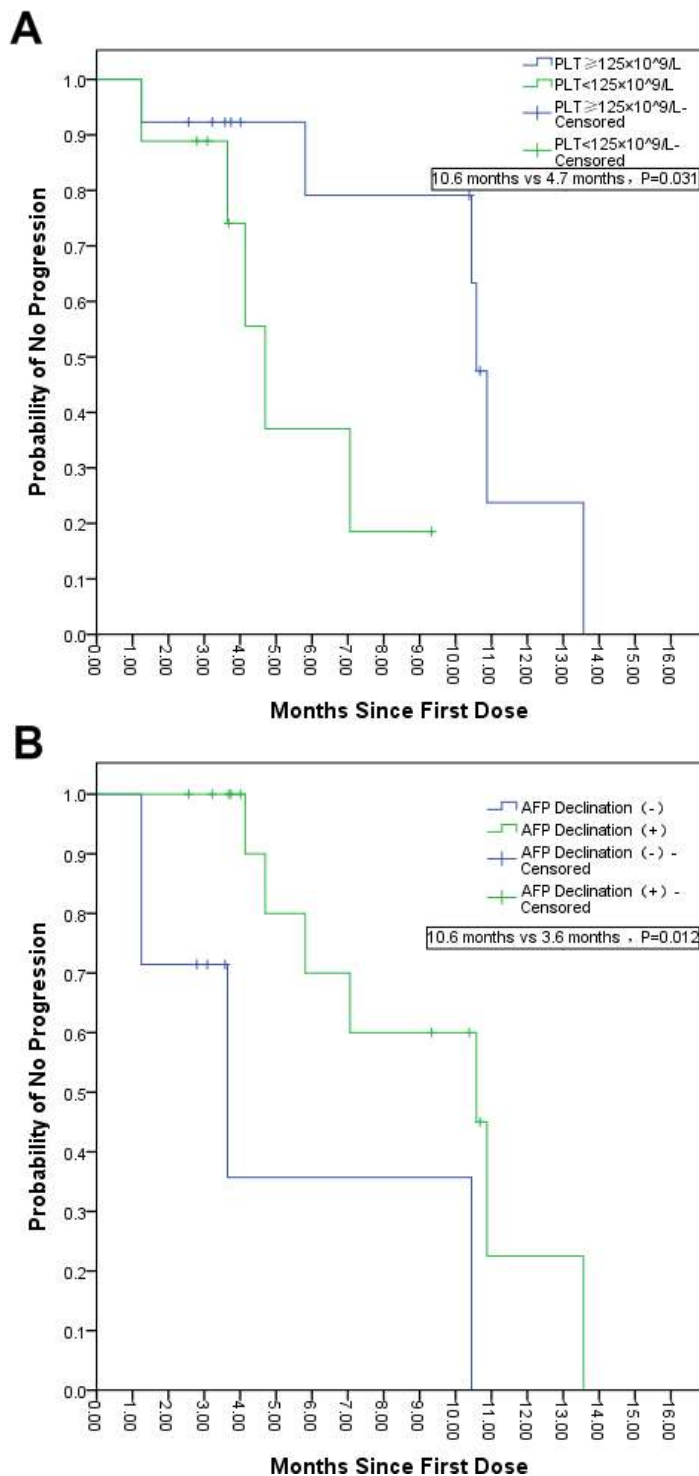 A
PLT≥125×10^9/L
PLT<125×10^9/L
PLT≥125×10^9/L-
Censored
PLT<125×10^9/L-
Censored
10.6 months vs 4.7 months，P=0.031
Probability of No Progression
1.0
0.9
0.8
0.7
0.6
0.5
0.4
0.3
0.2
0.1
0.0
.00
1.00
2.00
3.00
4.00
5.00
6.00
7.00
8.00
9.00
10.00
11.00
12.00
13.00
14.00
15.00
16.00
Months Since First Dose
B
AFP Declination（-）
AFP Declination（+）
AFP Declination（-）-
Censored
AFP Declination（+）-
Censored
10.6 months vs 3.6 months ，P=0.012
Probability of No Progression
1.0
0.9
0.8
0.7
0.6
0.5
0.4
0.3
0.2
0.1
0.0
.00
1.00
2.00
3.00
4.00
5.00
6.00
7.00
8.00
9.00
10.00
11.00
12.00
13.00
14.00
15.00
16.00
Months Since First Dose